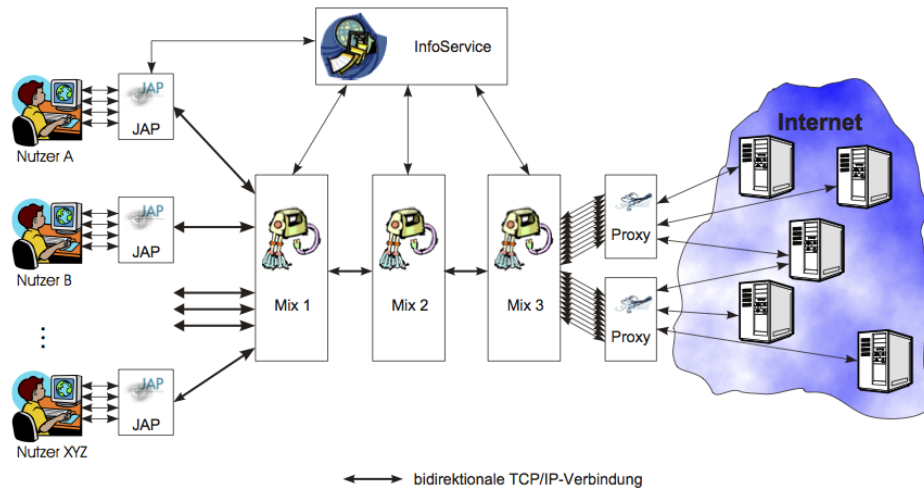 InfoService
JAP
JAP
Nutzer A
Internet
JAP
JAP
Nutzer B
Mix 1
Mix 2
Mix 3
Proxy
Proxy
JAP
JAP
Nutzer XYZ
bidirektionale TCP/IP-Verbindung